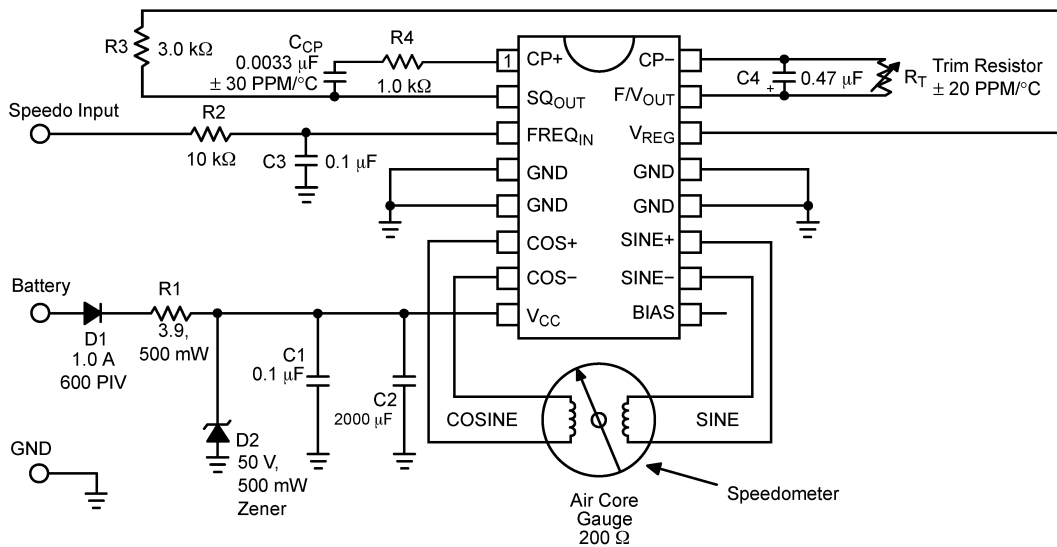 R3
3.0 kΩ
C_CP
0.0033 µF
± 30 PPM/°C
R4
1.0 kΩ
1
CP+
SQ_OUT
FREQ_IN
GND
GND
COS+
COS−
V_CC
CP−
F/V_OUT
V_REG
GND
GND
SINE+
SINE−
BIAS
C4
+
0.47 µF
R_T
Trim Resistor
± 20 PPM/°C
Speedo Input
R2
10 kΩ
C3
0.1 µF
Battery
D1
1.0 A
600 PIV
R1
3.9,
500 mW
C1
0.1 µF
C2
2000 µF
D2
50 V,
500 mW
Zener
GND
COSINE
SINE
Speedometer
Air Core
Gauge
200 Ω